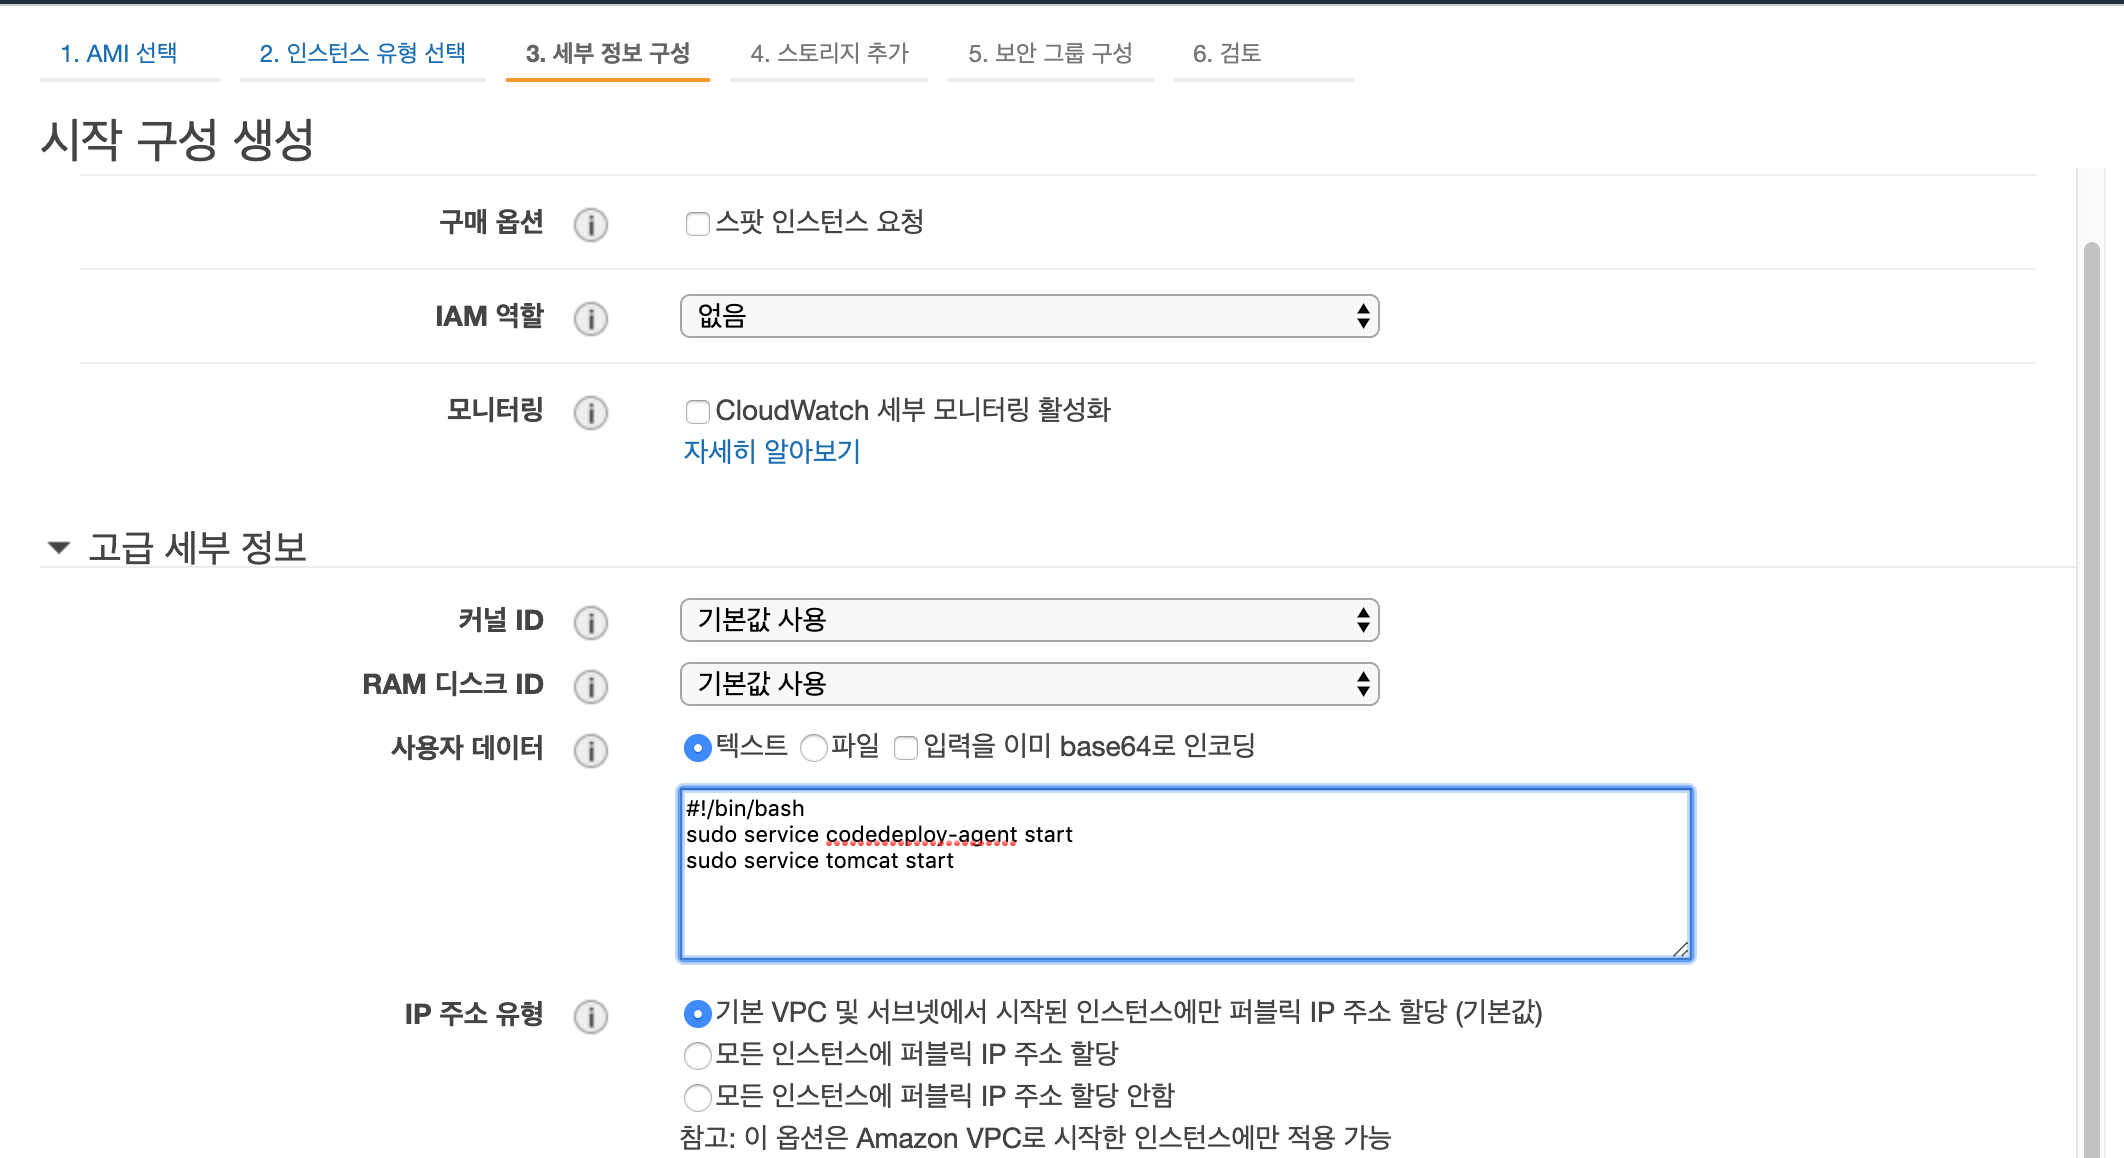 1. AMI 선택 2. 인스턴스 유형 선택 3. 세부 정보 구성 4. 스토리지 추가 5. 보안 그룹 구성 6. 검토
시작 구성 생성
구매 옵션 스팟 인스턴스 요청
IAM 역할 없음
모니터링 CloudWatch 세부 모니터링 활성화
자세히 알아보기
고급 세부 정보
커널 ID 기본값 사용
RAM 디스크 ID 기본값 사용
사용자 데이터 텍스트 파일 입력을 이미 base64로 인코딩
#!/bin/bash
sudo service codedeploy-agent start
sudo service tomcat start
IP 주소 유형 기본 VPC 및 서브넷에서 시작된 인스턴스에만 퍼블릭 IP 주소 할당 (기본값)
모든 인스턴스에 퍼블릭 IP 주소 할당
모든 인스턴스에 퍼블릭 IP 주소 할당 안함
참고: 이 옵션은 Amazon VPC로 시작한 인스턴스에만 적용 가능